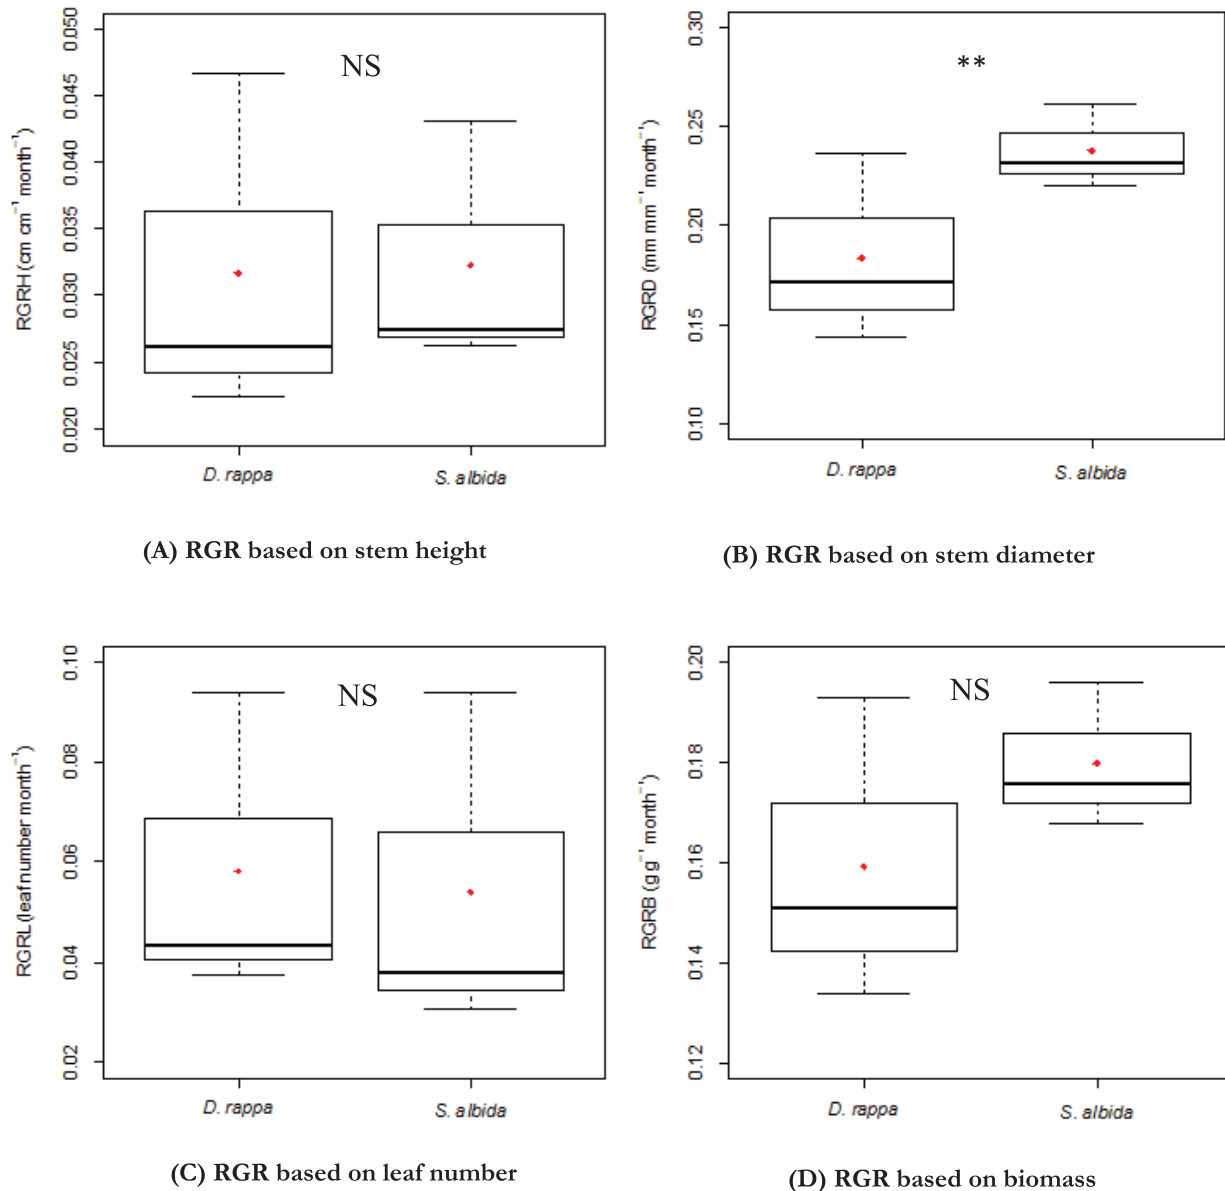 NS
RGRH (cm cm⁻¹ month⁻¹)
0.050
0.045
0.040
0.035
0.030
0.025
0.020
D. rappa
S. albida
(A) RGR based on stem height
**
RGRD (mm mm⁻¹ month⁻¹)
0.30
0.25
0.20
0.15
0.10
D. rappa
S. albida
(B) RGR based on stem diameter
NS
RGRL (leaf number month⁻¹)
0.10
0.08
0.06
0.04
0.02
D. rappa
S. albida
(C) RGR based on leaf number
NS
RGRB (g g⁻¹ month⁻¹)
0.20
0.18
0.16
0.14
0.12
D. rappa
S. albida
(D) RGR based on biomass